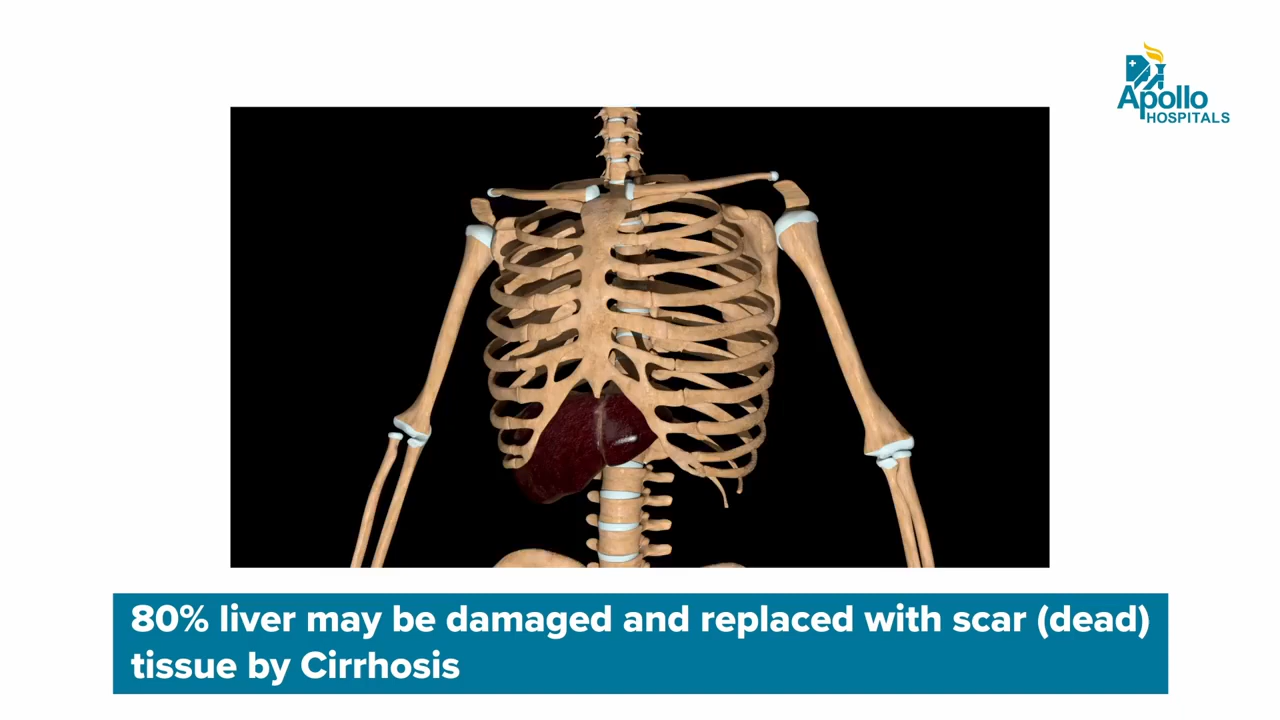 Apollo
HOSPITALS
80% liver may be damaged and replaced with scar (dead)
tissue by Cirrhosis